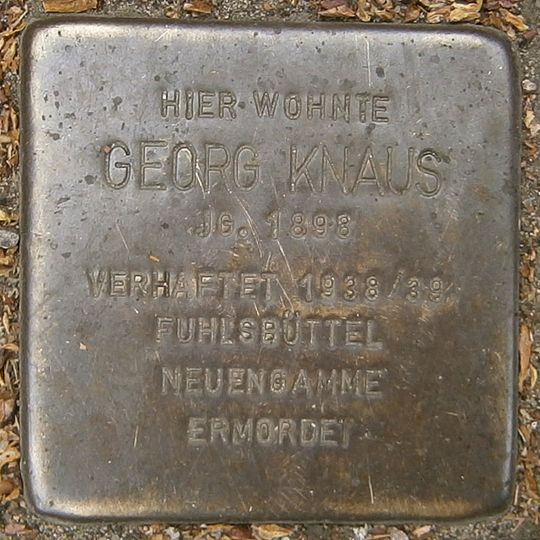 HIER WOHNTE
GEORG KNAUS
JG. 1898
VERHAFTET 1938/39
FUHLSBÜTTEL
NEUENGAMME
ERMORDET